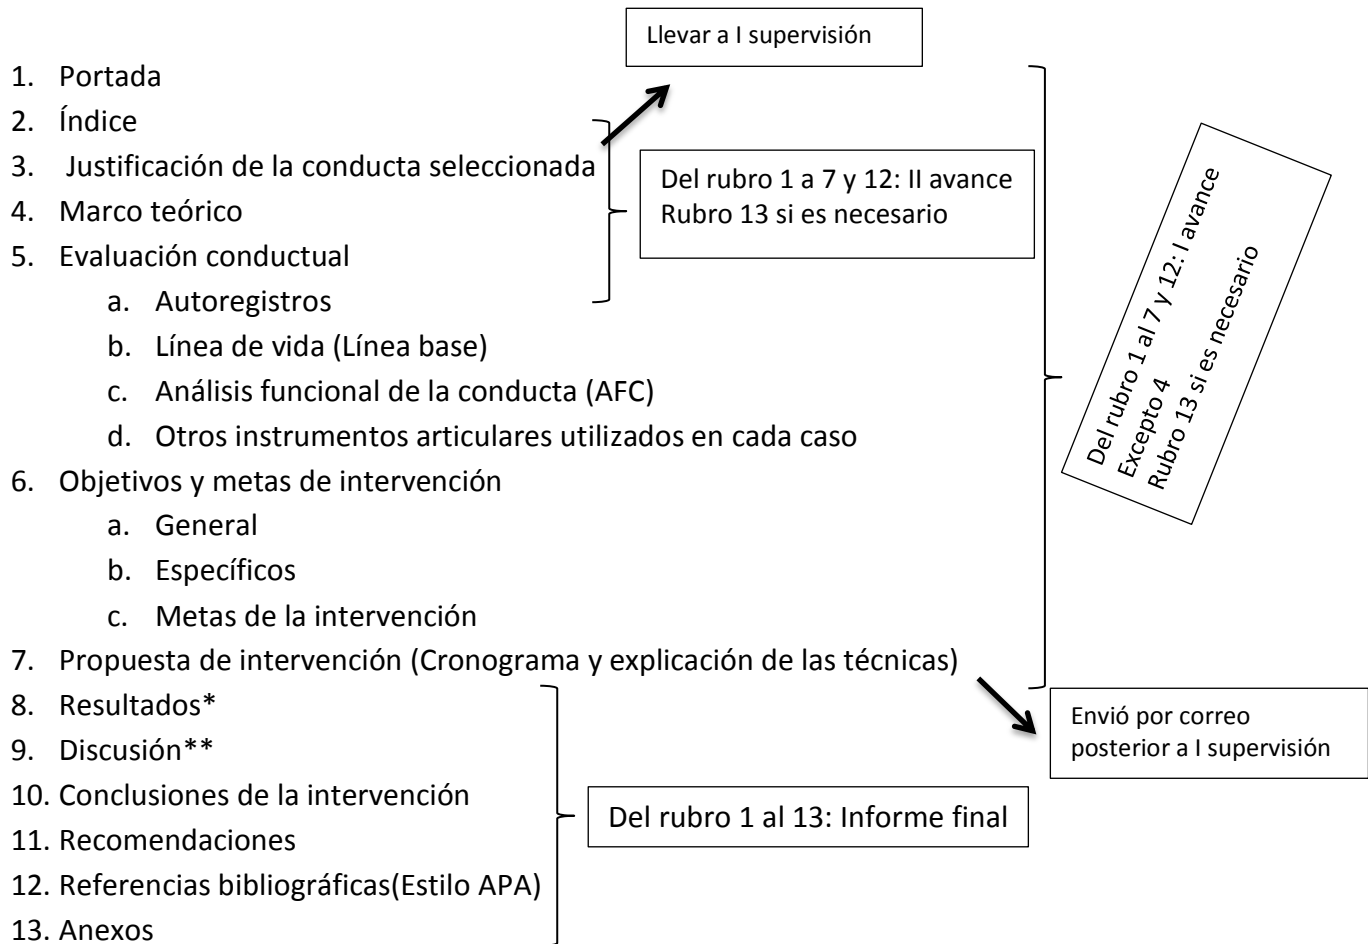 Llevar a I supervisión
1. Portada
2. Índice
3. Justificación de la conducta seleccionada
4. Marco teórico
5. Evaluación conductual
a. Autoregistros
b. Línea de vida (Línea base)
c. Análisis funcional de la conducta (AFC)
d. Otros instrumentos articulares utilizados en cada caso
6. Objetivos y metas de intervención
a. General
b. Específicos
c. Metas de la intervención
7. Propuesta de intervención (Cronograma y explicación de las técnicas)
8. Resultados*
9. Discusión**
10. Conclusiones de la intervención
11. Recomendaciones
12. Referencias bibliográficas(Estilo APA)
13. Anexos
Del rubro 1 a 7 y 12: II avance
Rubro 13 si es necesario
Del rubro 1 al 7 y 12: I avance
Excepto 4
Rubro 13 si es necesario
Envió por correo
posterior a I supervisión
Del rubro 1 al 13: Informe final